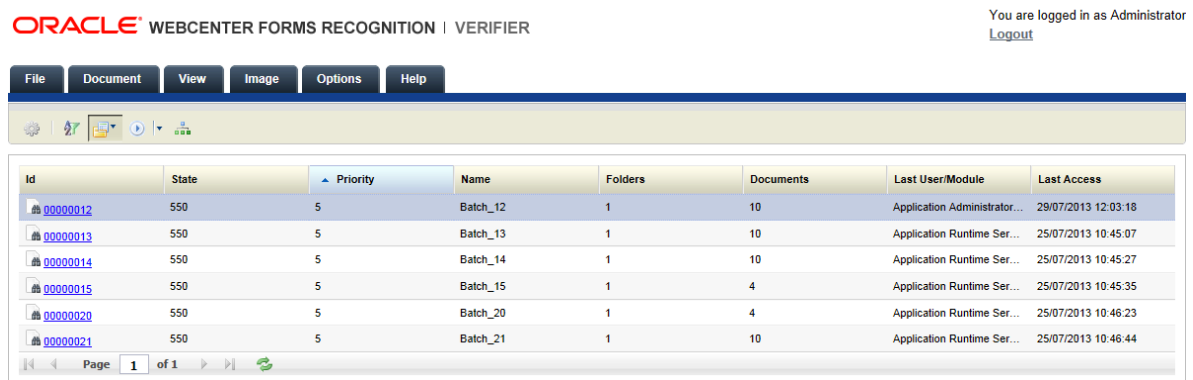 You are logged in as Administrator
ORACLE WEBCENTER FORMS RECOGNITION | VERIFIER
Logout
File Document View Image Options Help
Id State Priority Name Folders Documents Last User/Module Last Access
00000012 550 5 Batch_12 1 10 Application Administrator... 29/07/2013 12:03:18
00000013 550 5 Batch_13 1 10 Application Runtime Ser... 25/07/2013 10:45:07
00000014 550 5 Batch_14 1 10 Application Runtime Ser... 25/07/2013 10:45:27
00000015 550 5 Batch_15 1 4 Application Runtime Ser... 25/07/2013 10:45:35
00000020 550 5 Batch_20 1 4 Application Runtime Ser... 25/07/2013 10:46:23
00000021 550 5 Batch_21 1 10 Application Runtime Ser... 25/07/2013 10:46:44
Page 1 of 1